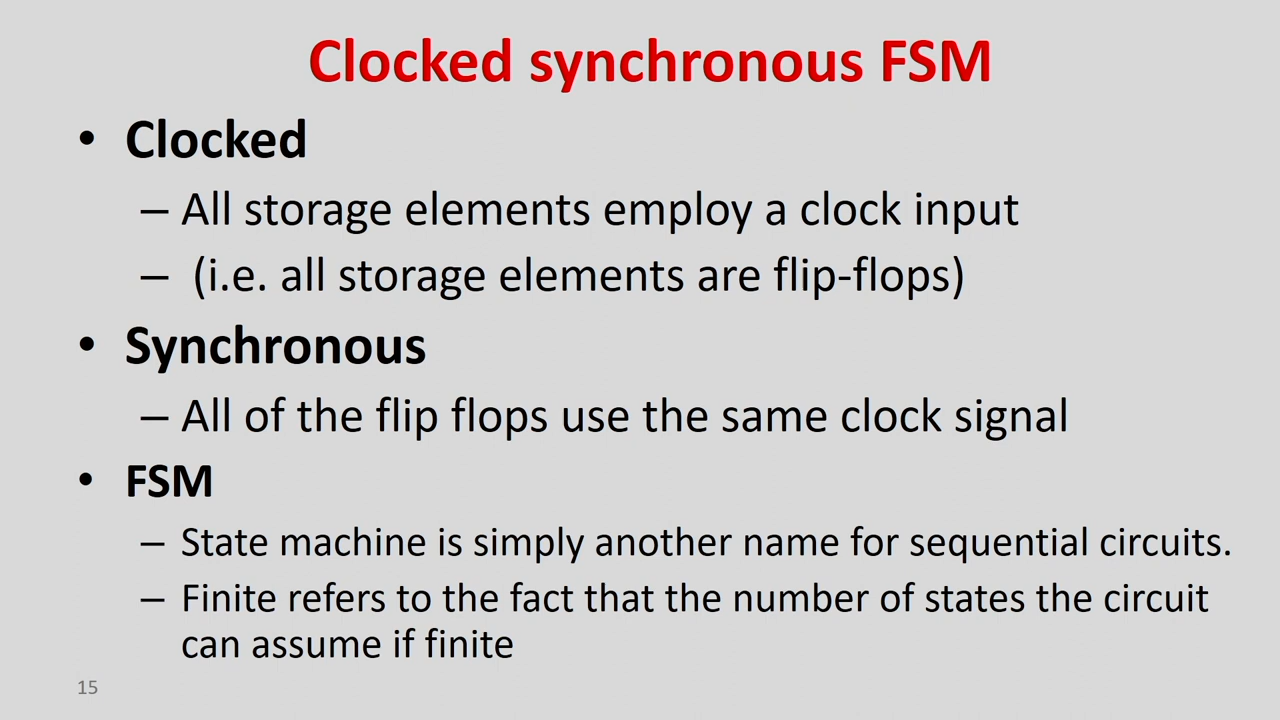 Clocked synchronous FSM
• Clocked
– All storage elements employ a clock input
– (i.e. all storage elements are flip-flops)
• Synchronous
– All of the flip flops use the same clock signal
• FSM
– State machine is simply another name for sequential circuits.
– Finite refers to the fact that the number of states the circuit
can assume if finite
15